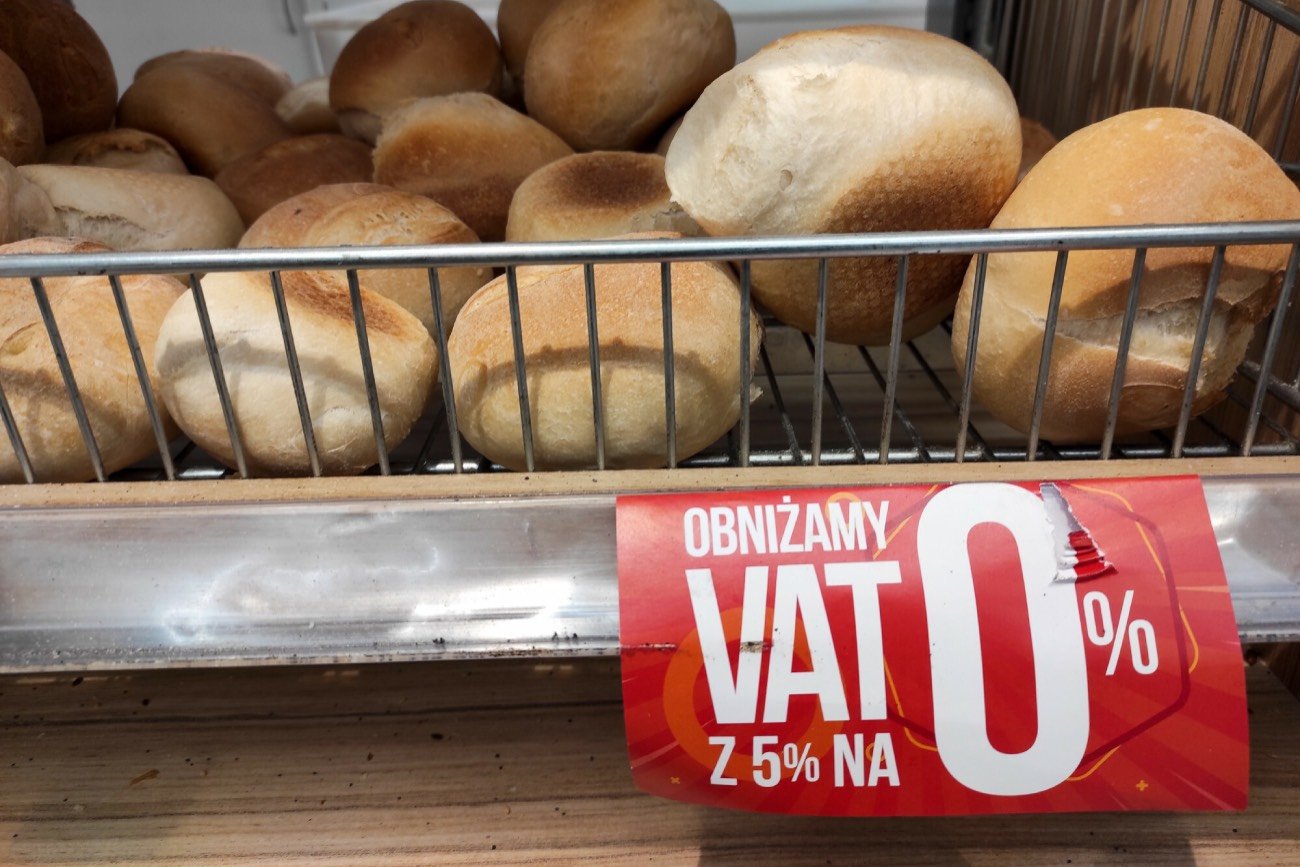 OBNIŻAMY
VAT 0%
Z 5% NA